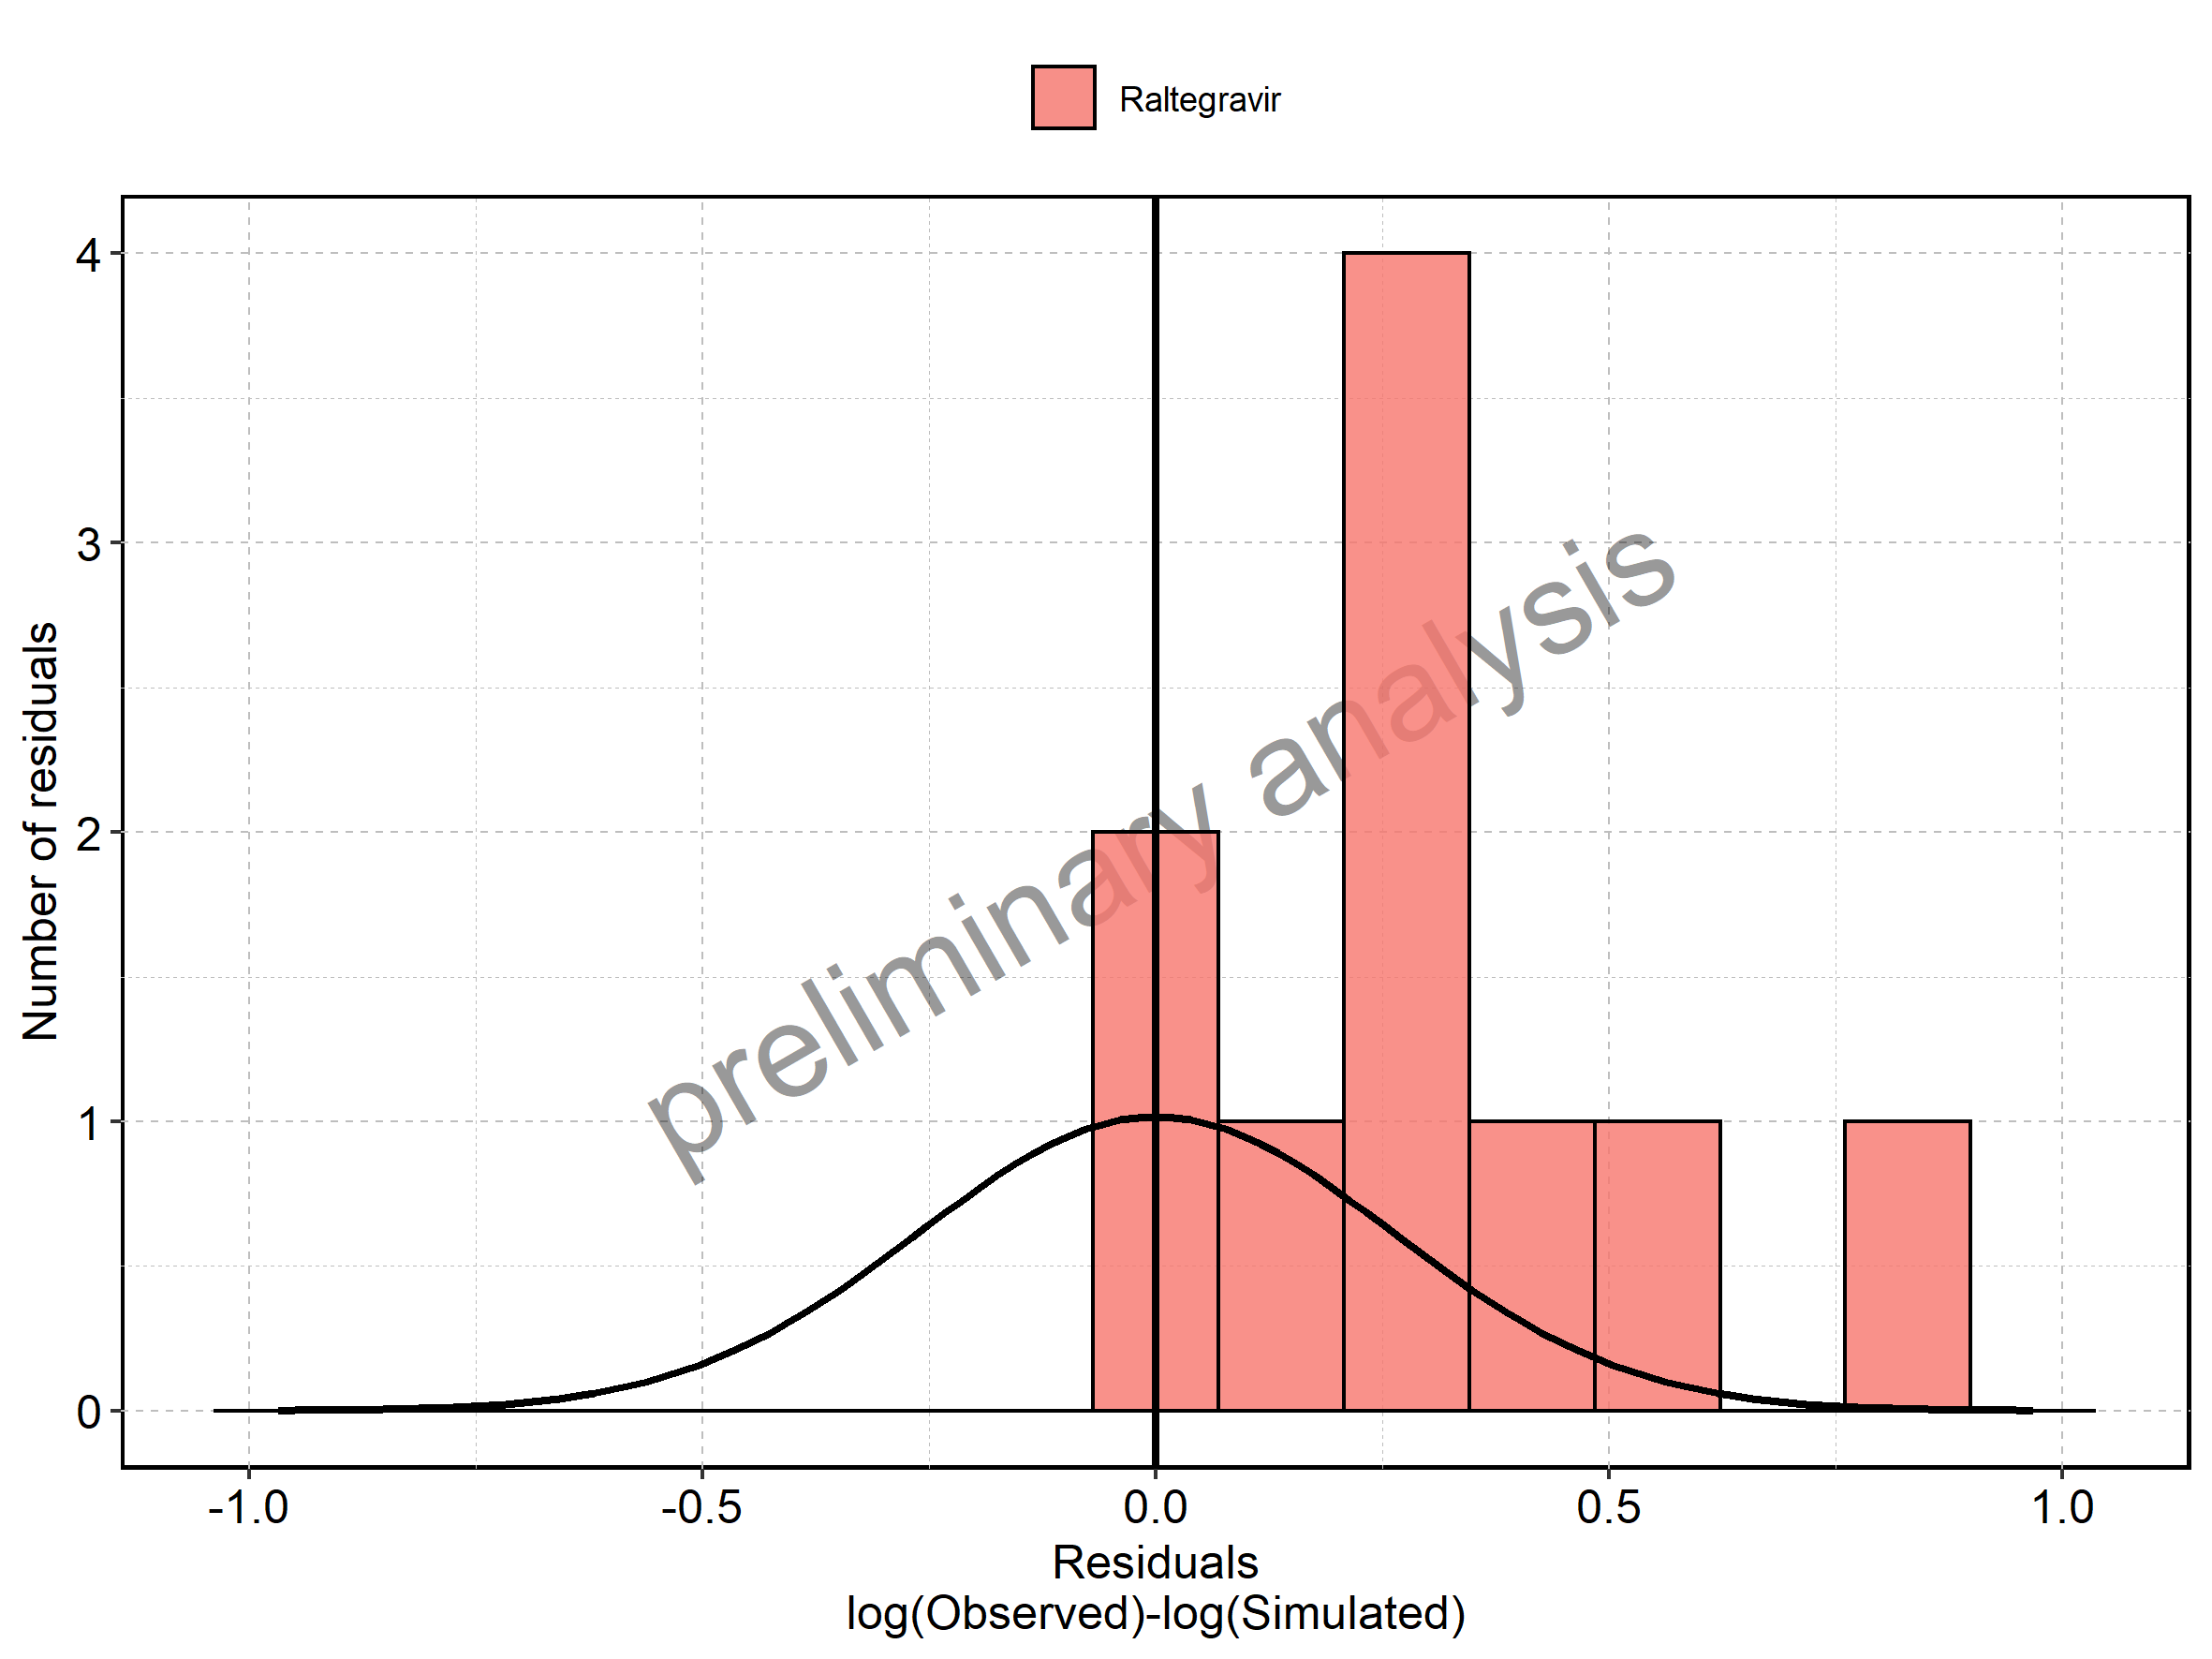 Raltegravir
4
3
2
1
0
Number of residuals
preliminary analysis
-1.0
-0.5
0.0
0.5
1.0
Residuals
log(Observed)-log(Simulated)